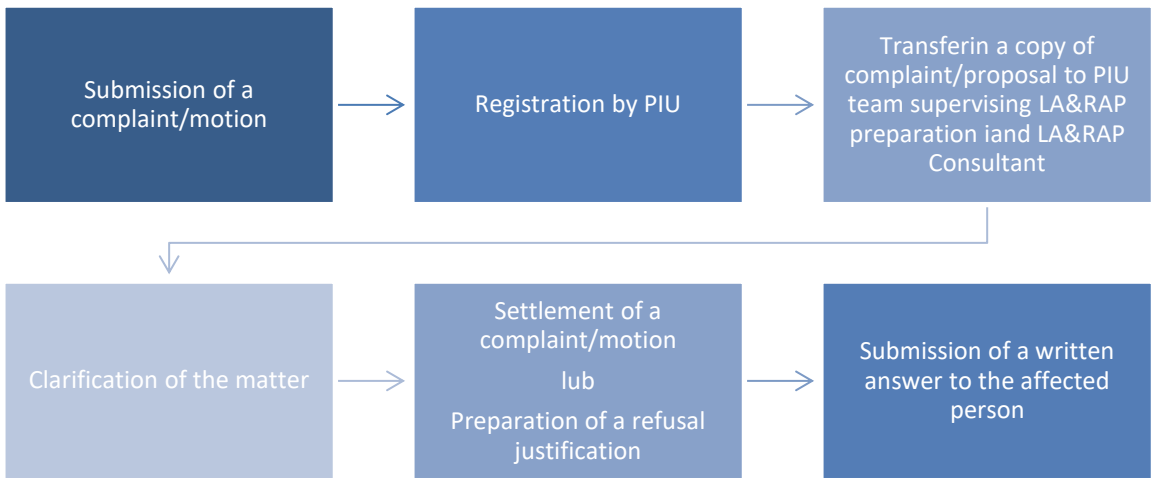 Submission of a
complaint/motion
Registration by PIU
Transferin a copy of
complaint/proposal to PIU
team supervising LA&RAP
preparation iand LA&RAP
Consultant
Clarification of the matter
Settlement of a
complaint/motion
lub
Preparation of a refusal
justification
Submission of a written
answer to the affected
person